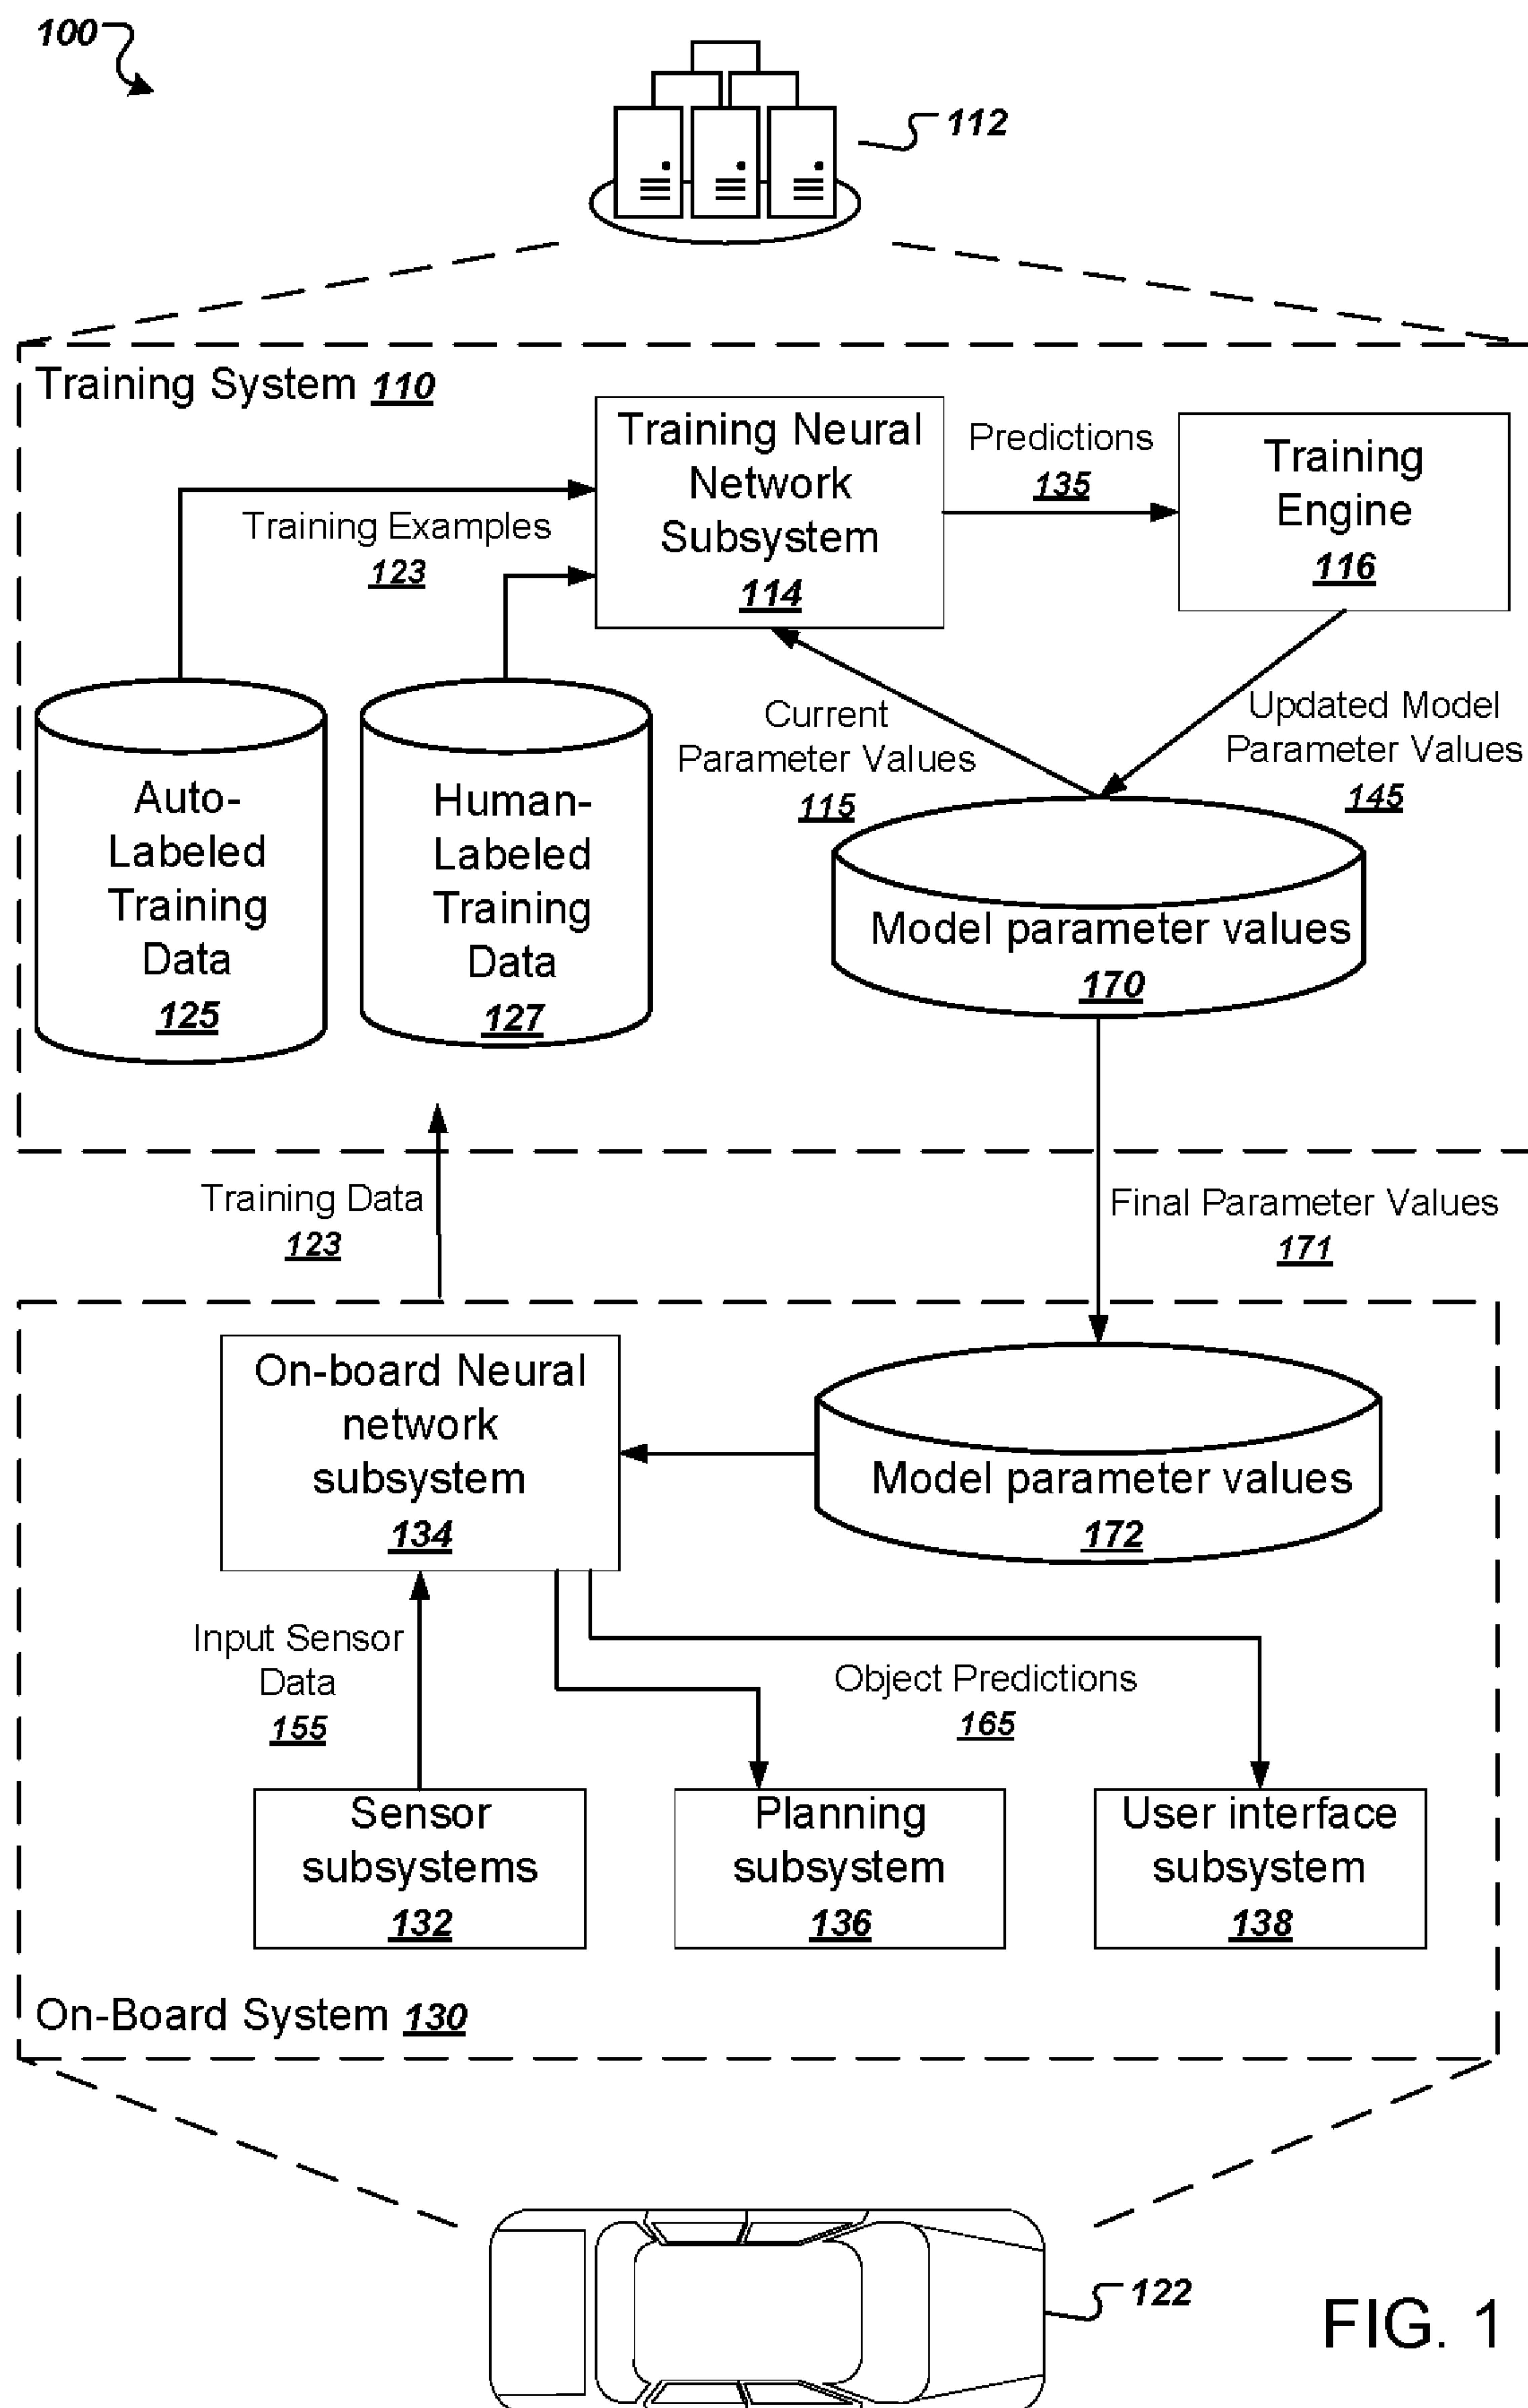 100
112
Training System 110
Training Neural
Network
Subsystem
114
Predictions
135
Training
Engine
116
Training Examples
123
Current
Parameter Values
115
Updated Model
Parameter Values
145
Auto-
Labeled
Training
Data
125
Human-
Labeled
Training
Data
127
Model parameter values
170
Training Data
123
Final Parameter Values
171
On-board Neural
network
subsystem
134
Model parameter values
172
Input Sensor
Data
155
Object Predictions
165
Sensor
subsystems
132
Planning
subsystem
136
User interface
subsystem
138
On-Board System 130
122
FIG. 1